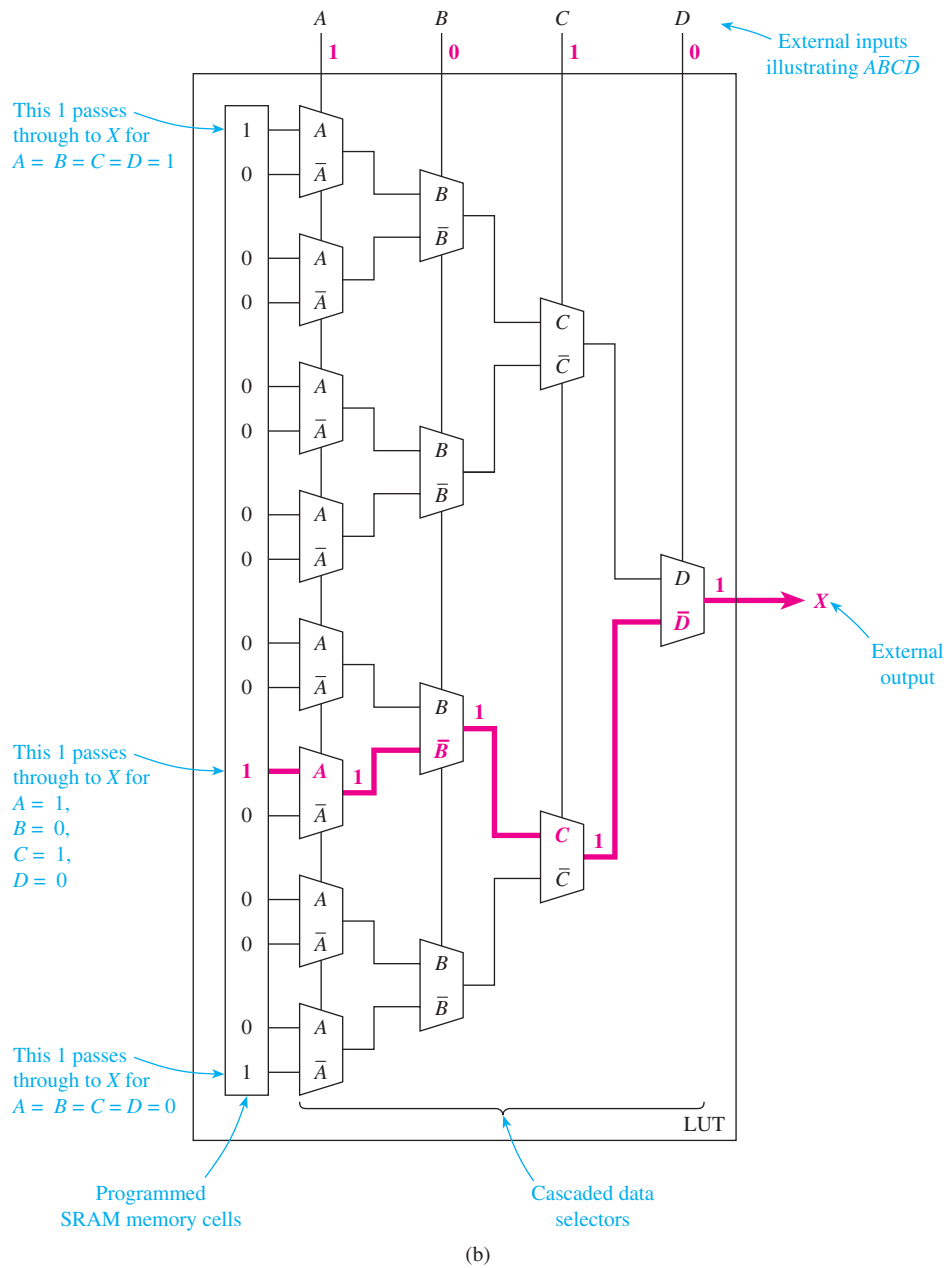 A B C D
1 0 1 0
External inputs
illustrating AB̅CD̅
This 1 passes
through to X for
A = B = C = D = 1
1 A
0 A̅
B
B̅
0 A
0 A̅
C
C̅
0 A
0 A̅
B
B̅
0 A
0 A̅
D 1
X
D̅
External
output
0 A
0 A̅
B 1
B̅
This 1 passes
through to X for
A = 1,
B = 0,
C = 1,
D = 0
1 A 1
0 A̅
C 1
C̅
0 A
0 A̅
B
B̅
0 A
1 A̅
This 1 passes
through to X for
A = B = C = D = 0
LUT
Programmed
SRAM memory cells
Cascaded data
selectors
(b)